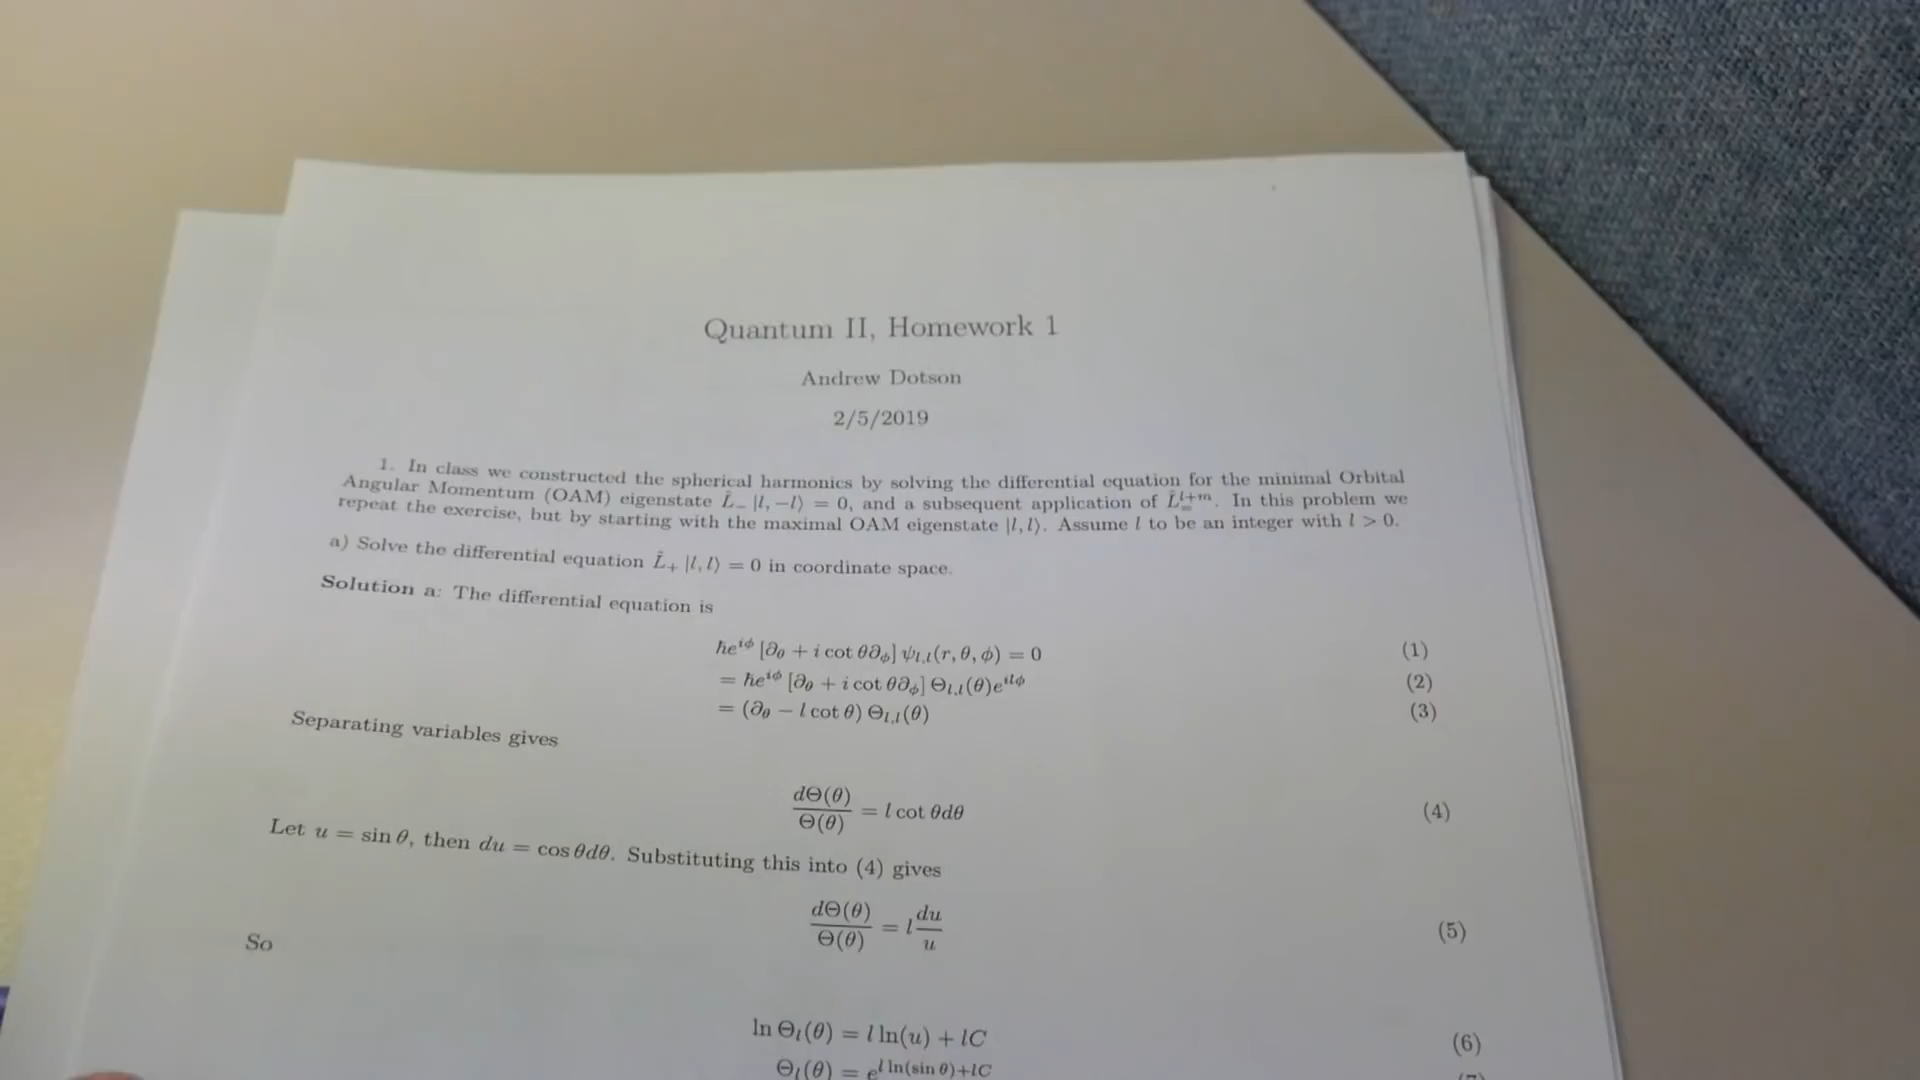 Quantum II, Homework 1
Andrew Dotson
2/5/2019
1. In class we constructed the spherical harmonics by solving the differential equation for the minimal Orbital
Angular Momentum (OAM) eigenstate L̂₋ |l, −l⟩ = 0, and a subsequent application of L̂₌^{l+m}. In this problem we
repeat the exercise, but by starting with the maximal OAM eigenstate |l, l⟩. Assume l to be an integer with l > 0.
a) Solve the differential equation L̂₊ |l, l⟩ = 0 in coordinate space.
Solution a: The differential equation is
ℏe^{iϕ} [∂_θ + i cot θ∂_ϕ] ψ_{l,l}(r, θ, ϕ) = 0 (1)
= ℏe^{iϕ} [∂_θ + i cot θ∂_ϕ] Θ_{l,l}(θ)e^{ilϕ} (2)
= (∂_θ − l cot θ) Θ_{l,l}(θ) (3)
Separating variables gives
dΘ(θ)/Θ(θ) = l cot θdθ (4)
Let u = sin θ, then du = cos θdθ. Substituting this into (4) gives
dΘ(θ)/Θ(θ) = l du/u (5)
So
ln Θ_l(θ) = l ln(u) + lC (6)
Θ_l(θ) = e^{l ln(sin θ)+lC}